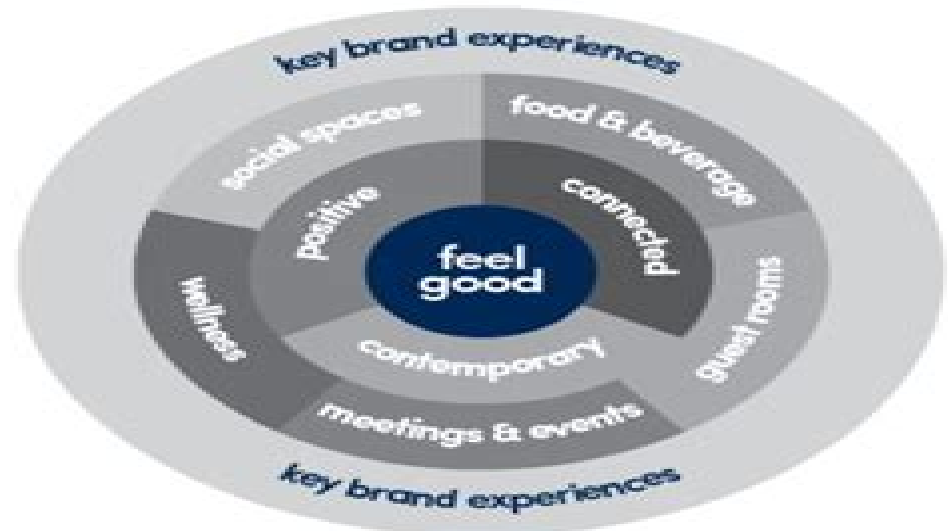 key brand experiences
social spaces
food & beverage
positive
connected
feel
good
wellness
guest rooms
contemporary
meetings & events
key brand experiences